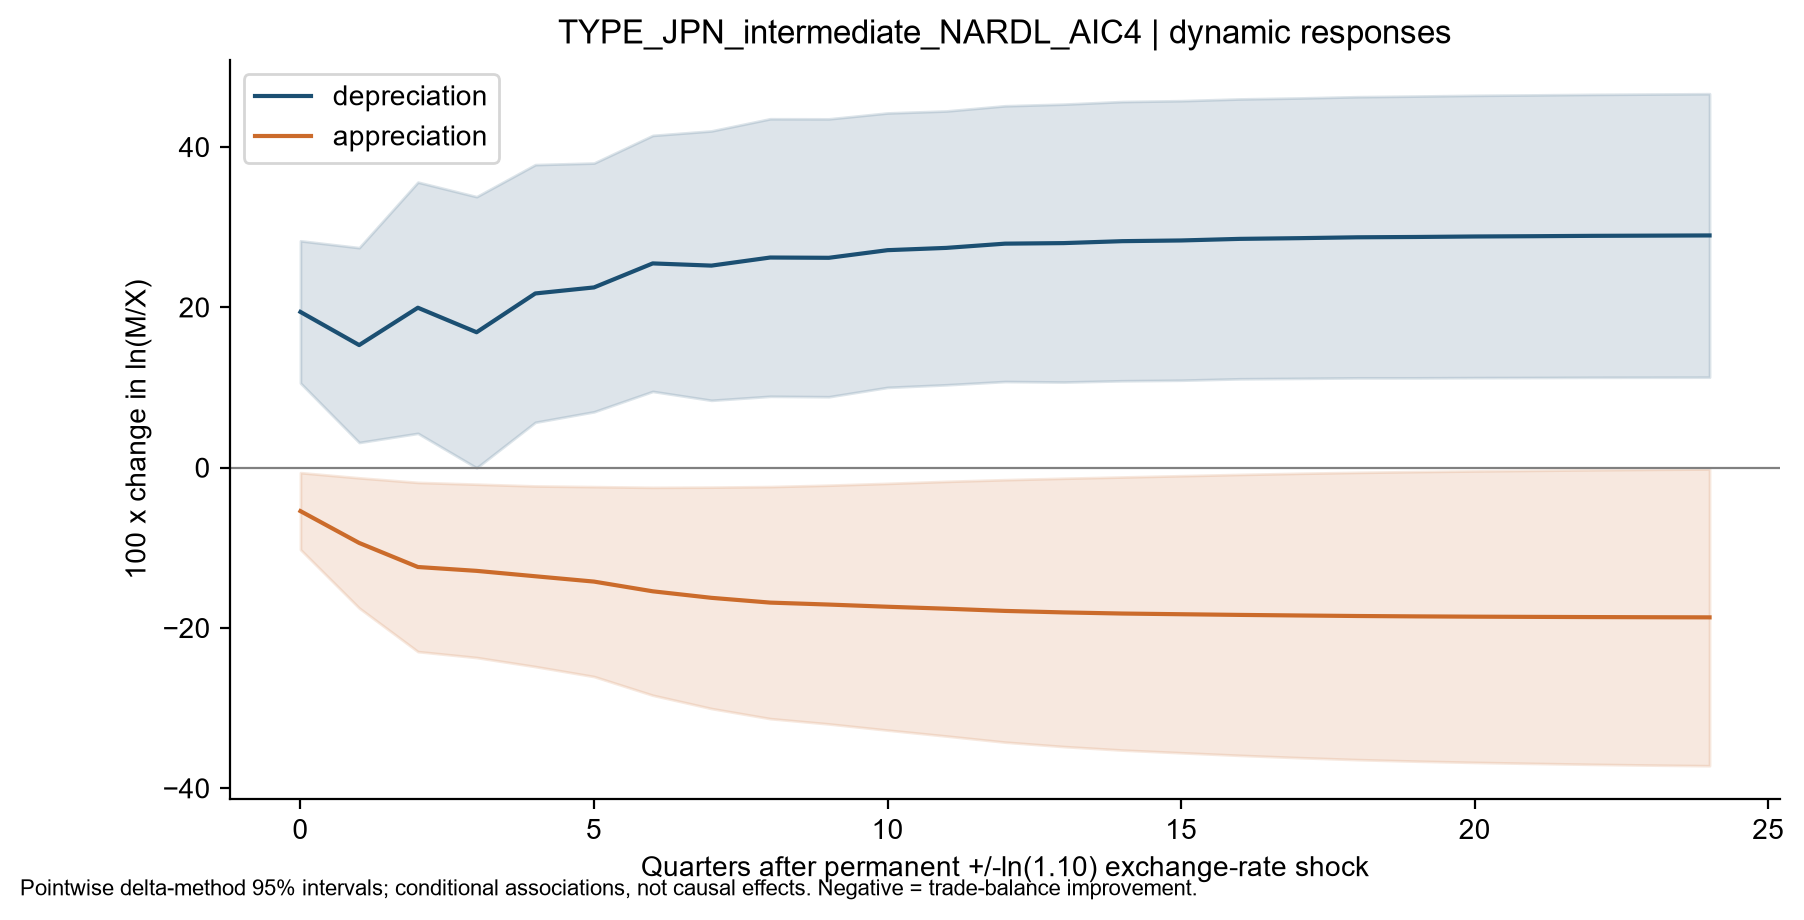 TYPE_JPN_intermediate_NARDL_AIC4 | dynamic responses
depreciation
appreciation
100 x change in ln(M/X)
40
20
0
−20
−40
0 5 10 15 20 25
Quarters after permanent +/-ln(1.10) exchange-rate shock
Pointwise delta-method 95% intervals; conditional associations, not causal effects. Negative = trade-balance improvement.